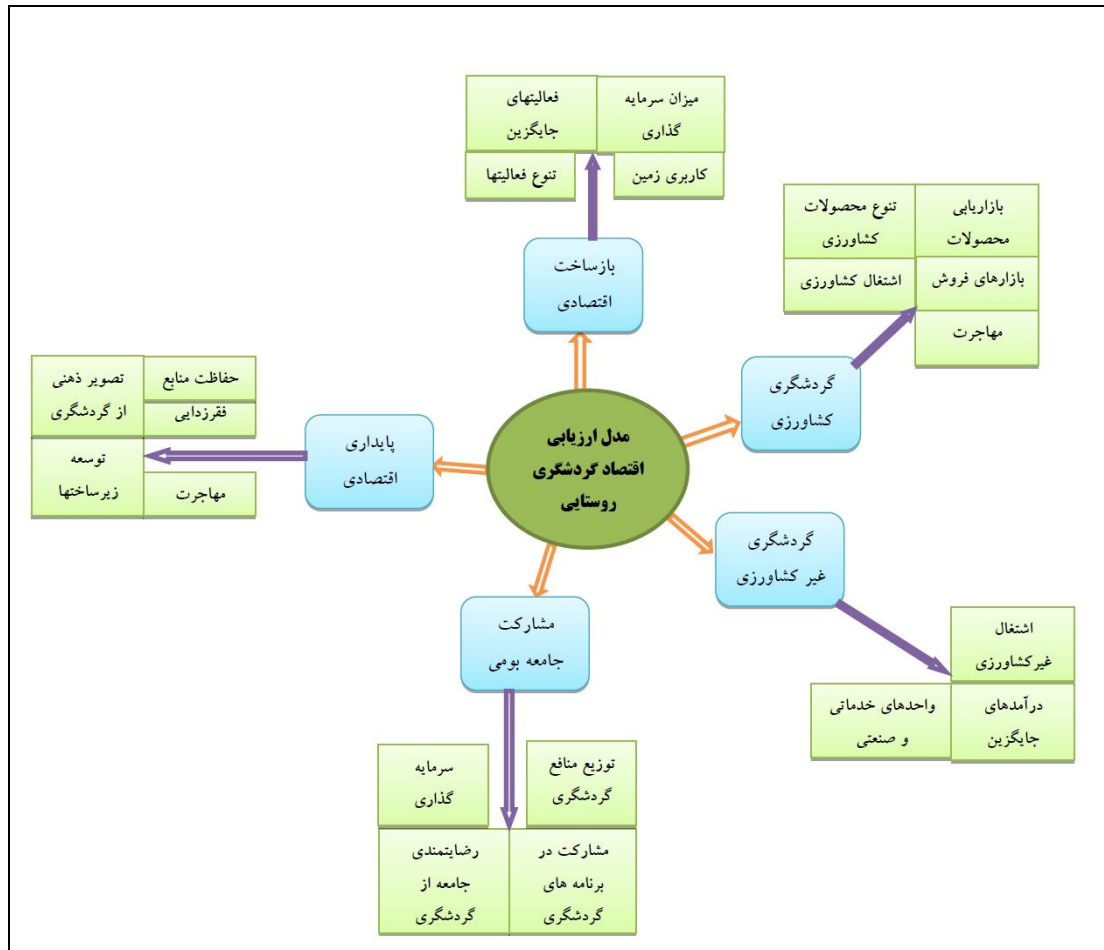 میزان سرمایه
گذاری
فعالیتهای
جایگزین
کاربری زمین
تنوع فعالیتها
بازساخت
اقتصادی
بازاریابی
محصولات
تنوع محصولات
کشاورزی
بازارهای فروش
اشتغال کشاورزی
مهاجرت
گردشگری
کشاورزی
حفاظت منابع
فقرزدایی
تصویر ذهنی
از گردشگری
توسعه
زیرساختها
مهاجرت
پایداری
اقتصادی
مدل ارزیابی
اقتصاد گردشگری
روستایی
گردشگری
غیر کشاورزی
اشتغال
غیرکشاورزی
درآمدهای
جایگزین
واحدهای خدماتی
و صنعتی
مشارکت
جامعه بومی
توزیع منافع
گردشگری
سرمایه
گذاری
مشارکت در
برنامه های
گردشگری
رضایتمندی
جامعه از
گردشگری